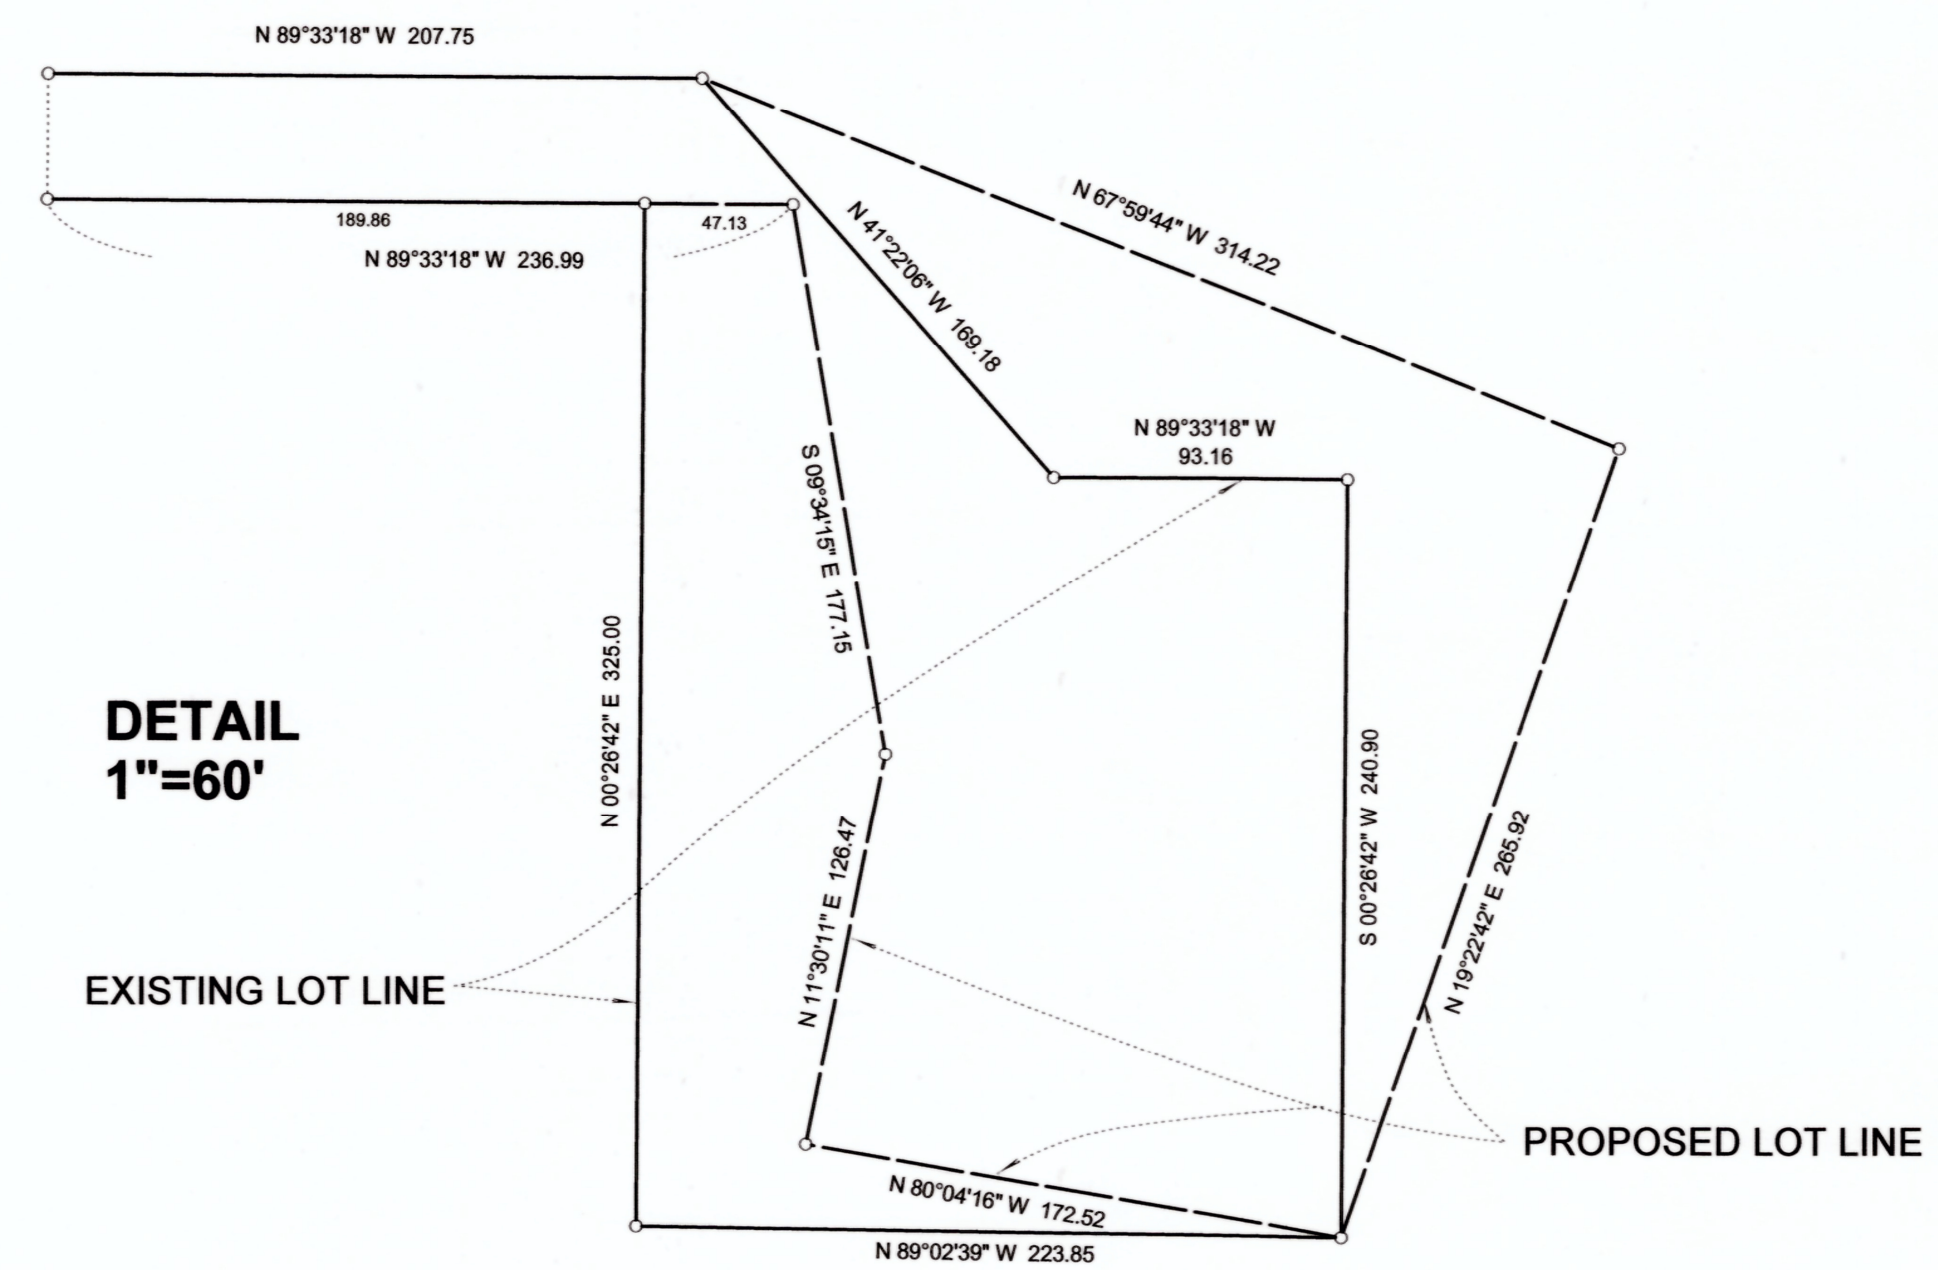 N 89°33'18" W 207.75
189.86
47.13
N 89°33'18" W 236.99
N 67°59'44" W 314.22
N 41°22'06" W 169.18
N 89°33'18" W
93.16
S 09°34'15" E 177.15
N 00°26'42" E 325.00
DETAIL
1"=60'
S 00°26'42" W 240.90
N 11°30'11" E 126.47
N 19°22'42" E 265.92
EXISTING LOT LINE
PROPOSED LOT LINE
N 80°04'16" W 172.52
N 89°02'39" W 223.85